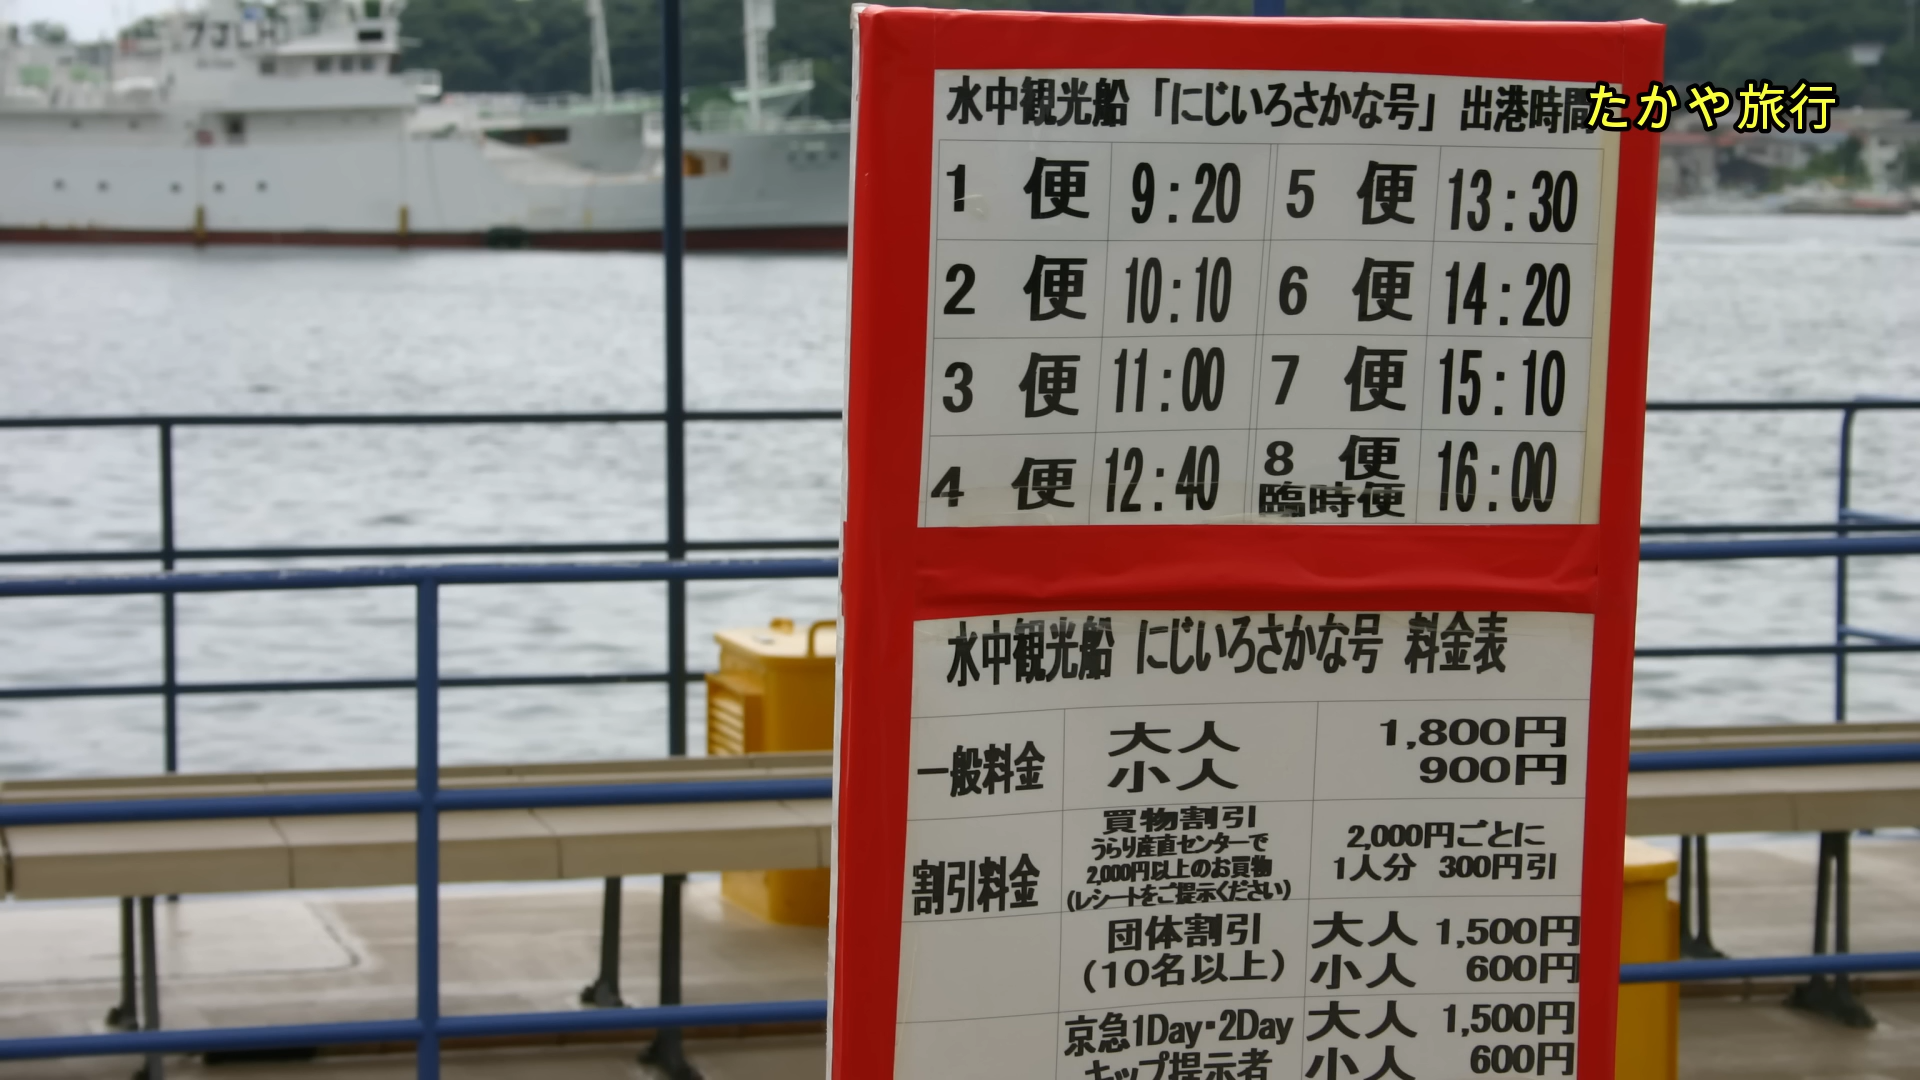 7JLH
たかや旅行
水中観光船「にじいろさかな号」出港時間
1 便 9:20 5 便 13:30
2 便 10:10 6 便 14:20
3 便 11:00 7 便 15:10
4 便 12:40 8 便 臨時便 16:00
水中観光船 にじいろさかな号 料金表
一般料金 大人 1,800円
小人 900円
割引料金
買物割引
うらり産直センターで
2,000円以上のお買物
(レシートをご提示ください)
2,000円ごとに
1人分 300円引
団体割引
(10名以上)
大人 1,500円
小人 600円
京急1Day・2Day
キップ提示者
大人 1,500円
小人 600円